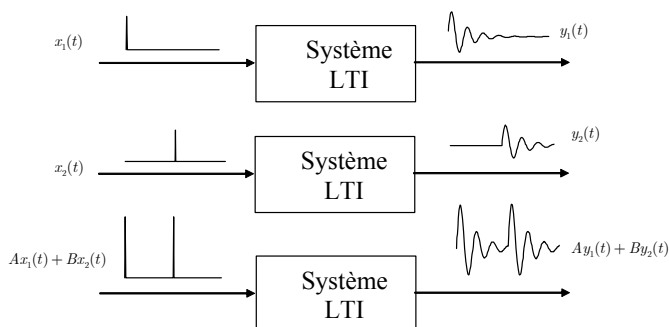 x₁(t)
Système
LTI
y₁(t)
x₂(t)
Système
LTI
y₂(t)
Ax₁(t) + Bx₂(t)
Système
LTI
Ay₁(t) + By₂(t)